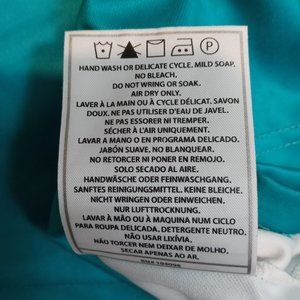 HAND WASH OR DELICATE CYCLE. MILD SOAP.
NO BLEACH,
DO NOT WRING OR SOAK.
AIR DRY ONLY.
LAVER À LA MAIN OU À CYCLE DÉLICAT. SAVON
DOUX. NE PAS UTILISER D'EAU DE JAVEL.
NE PAS ESSORER NI TREMPER.
SÉCHER À L'AIR UNIQUEMENT.
LAVAR A MANO O EN PROGRAMA DELICADO.
JABÓN SUAVE. NO BLANQUEAR.
NO RETORCER NI PONER EN REMOJO.
SOLO SECADO AL AIRE.
HANDWÄSCHE ODER FEINWASCHGANG.
SANFTES REINIGUNGSMITTEL. KEINE BLEICHE.
NICHT WRINGEN ODER EINWEICHEN.
NUR LUFTTROCKNUNG.
LAVAR À MÃO OU À MAQUINA NUM CICLO
PARA ROUPA DELICADA, DETERGENTE NEUTRO.
NÃO USAR LIXÍVIA.
NÃO TORCER NEM DEIXAR DE MOLHO.
SECAR APENAS AO AR.